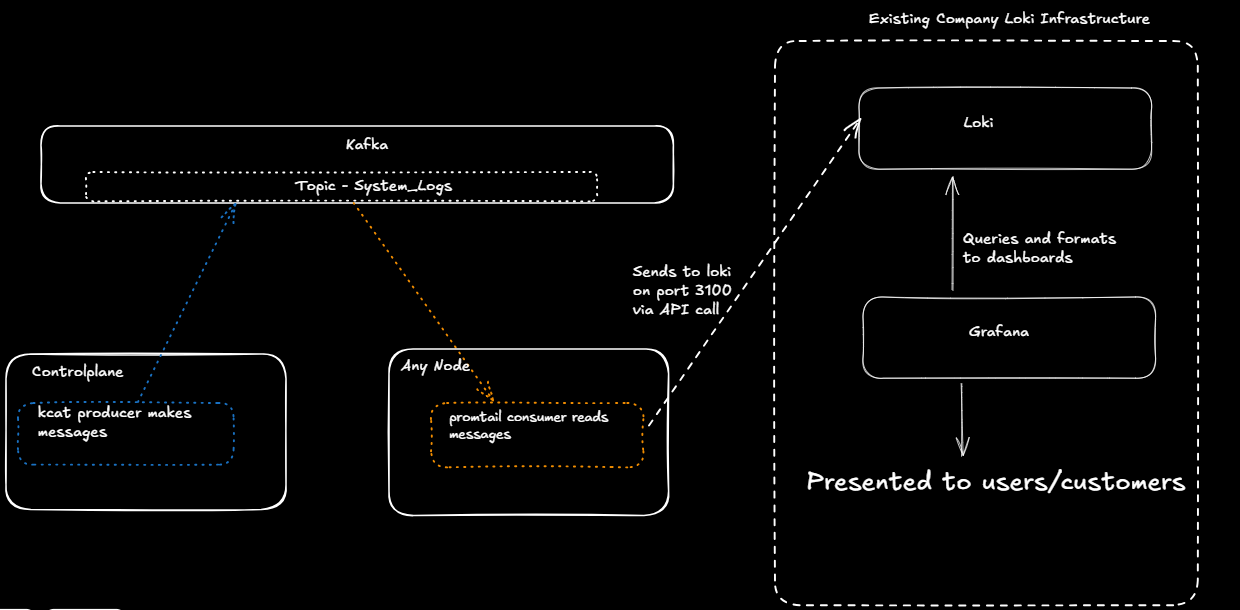 Existing Company Loki Infrastructure
Loki
Kafka
Topic - System_Logs
Queries and formats
to dashboards
Sends to loki
on port 3100
via API call
Grafana
Controlplane
kcat producer makes
messages
Any Node
promtail consumer reads
messages
Presented to users/customers